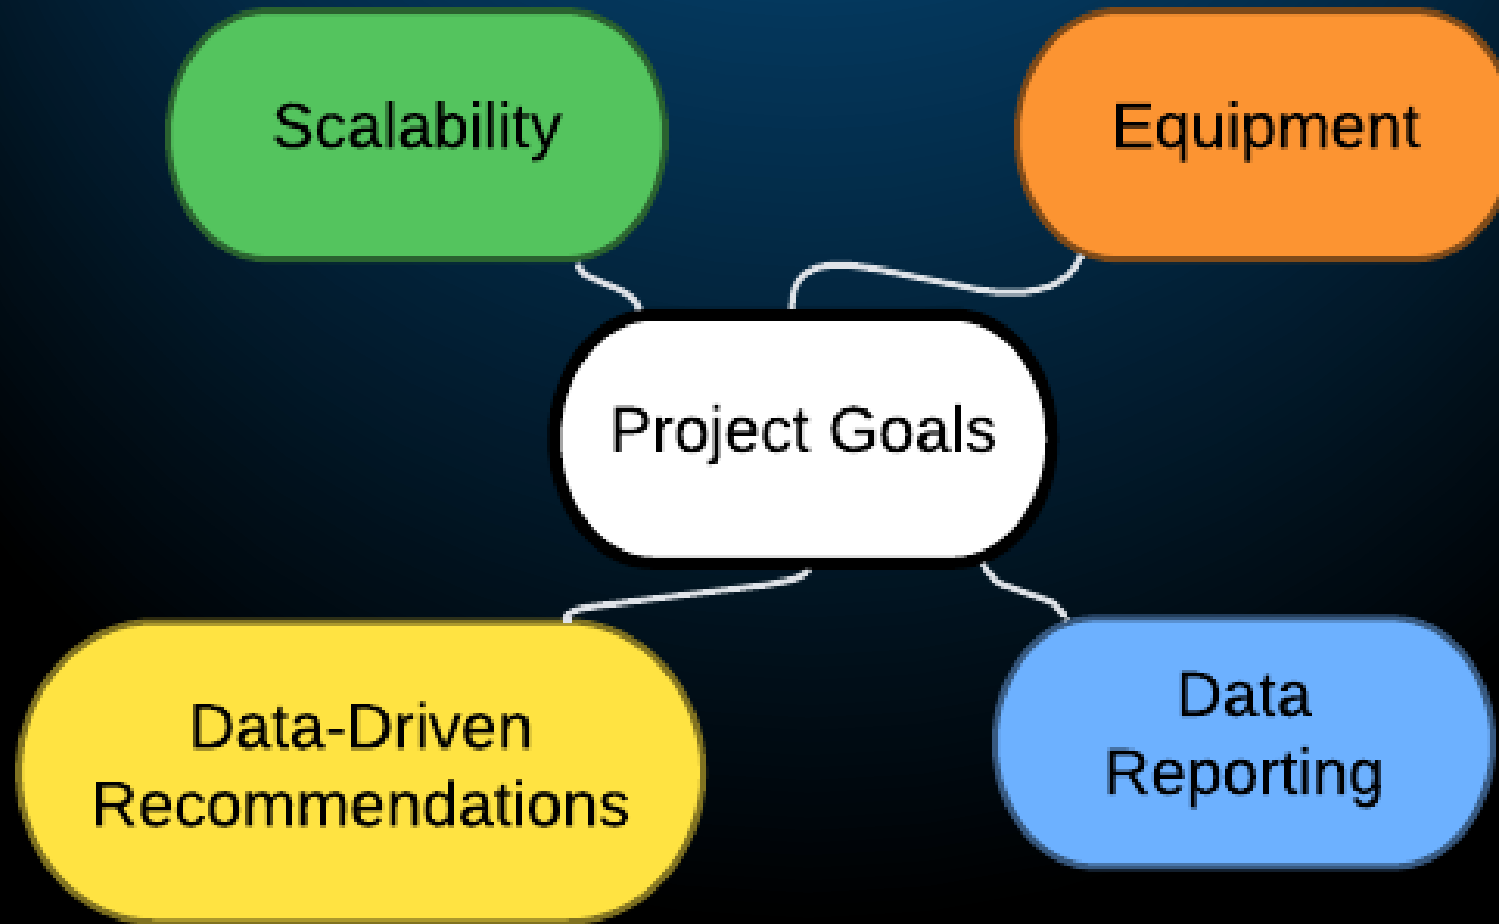 Scalability
Equipment
Project Goals
Data-Driven
Recommendations
Data
Reporting